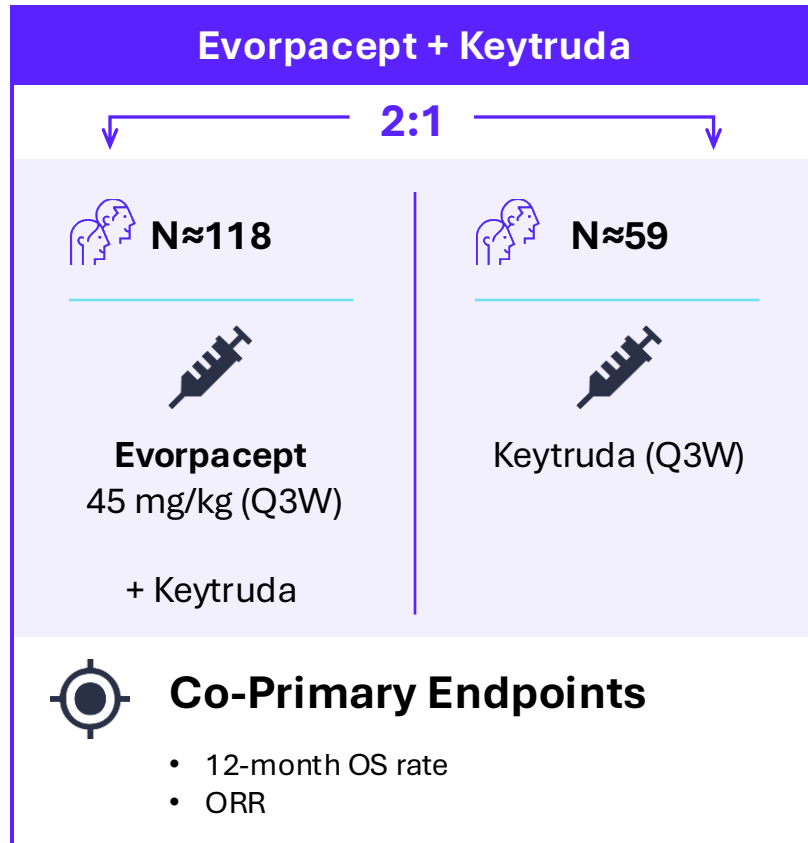 Evorpacept + Keytruda
2:1
N≈118
N≈59
Evorpacept
45 mg/kg (Q3W)
+ Keytruda
Keytruda (Q3W)
Co-Primary Endpoints
• 12-month OS rate
• ORR